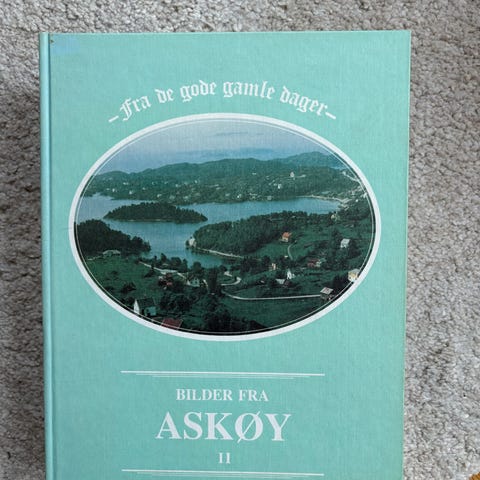 -Fra de gode gamle dager-
BILDER FRA
ASKØY
II